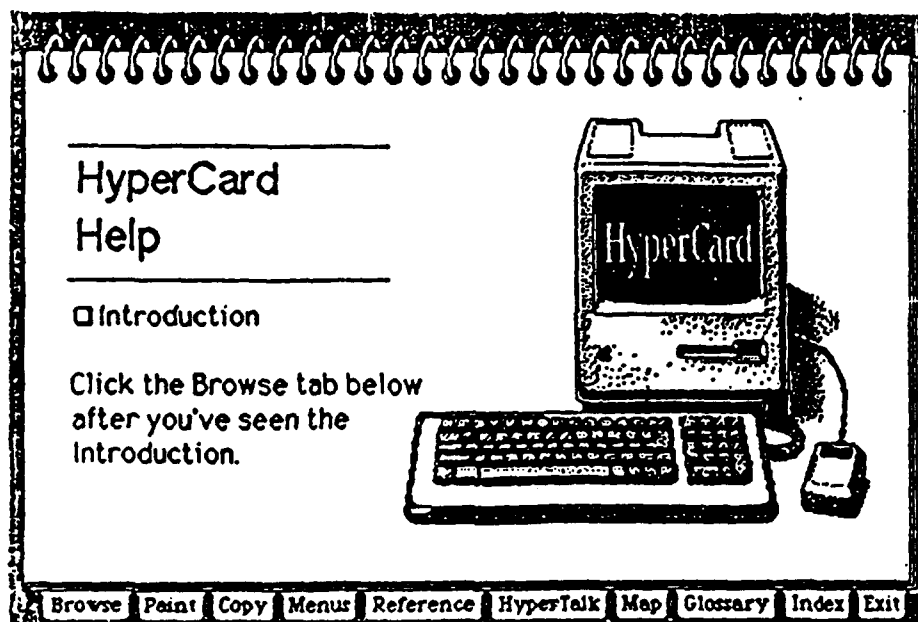 HyperCard
Help
Introduction
Click the Browse tab below
after you've seen the
Introduction.
HyperCard
Browse Paint Copy Menus Reference HyperTalk Map Glossary Index Exit